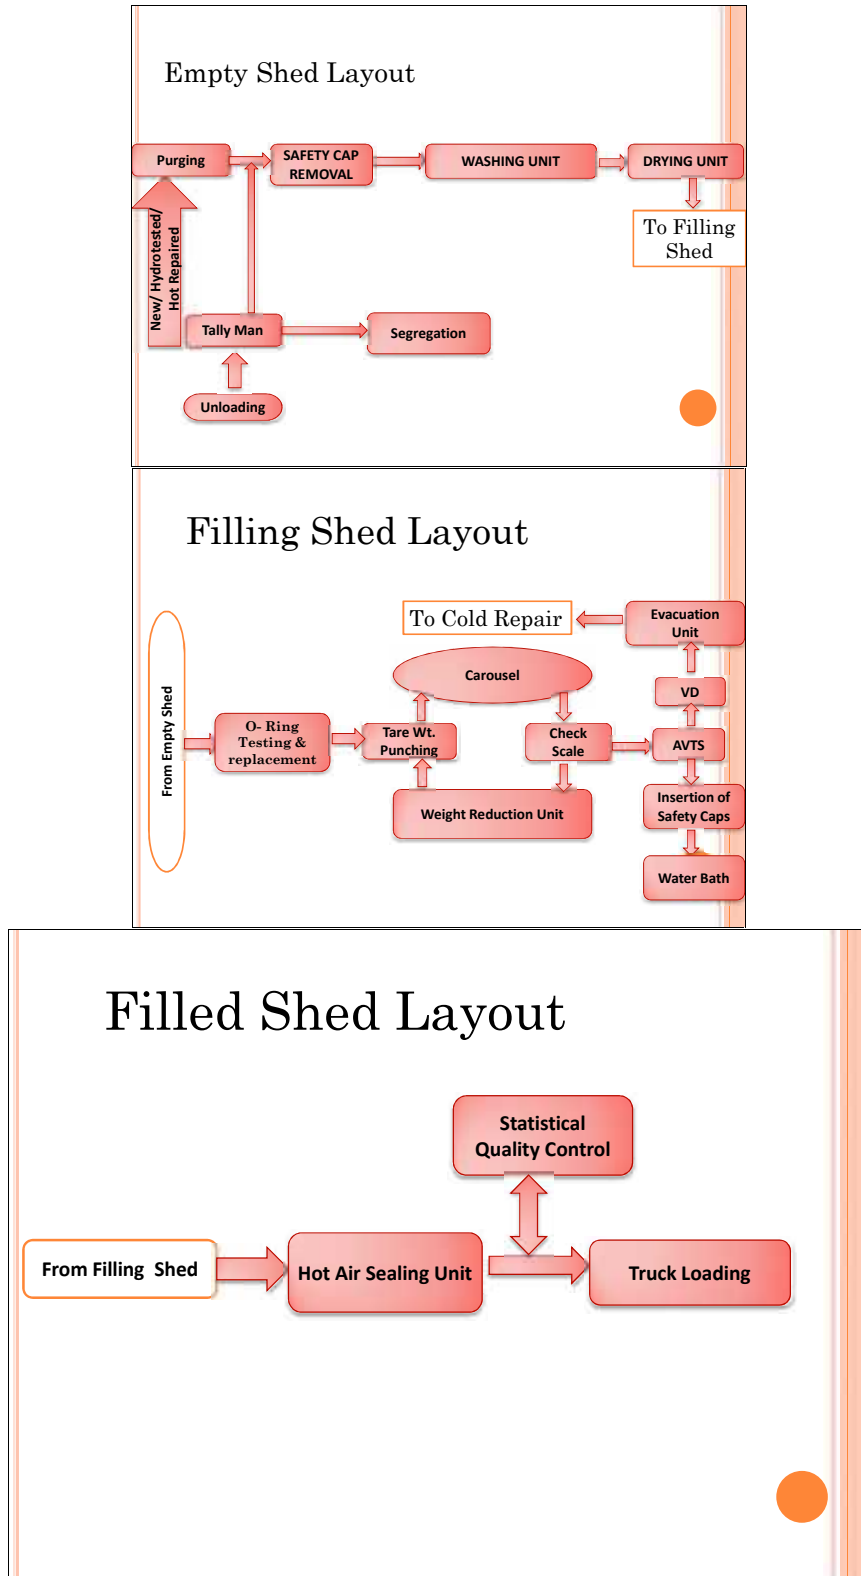 Empty Shed Layout
Purging
SAFETY CAP
REMOVAL
WASHING UNIT
DRYING UNIT
To Filling
Shed
New/ Hydrotested/
Hot Repaired
Tally Man
Segregation
Unloading
Filling Shed Layout
To Cold Repair
Evacuation
Unit
Carousel
VD
From Empty Shed
O- Ring
Testing &
replacement
Tare Wt.
Punching
Check
Scale
AVTS
Weight Reduction Unit
Insertion of
Safety Caps
Water Bath
Filled Shed Layout
Statistical
Quality Control
From Filling  Shed
Hot Air Sealing Unit
Truck Loading